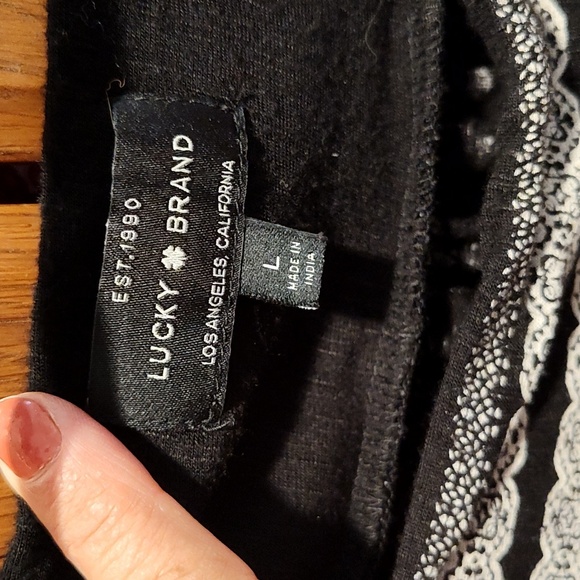 EST.1990
LUCKY BRAND
LOS ANGELES, CALIFORNIA
L
MADE IN
INDIA